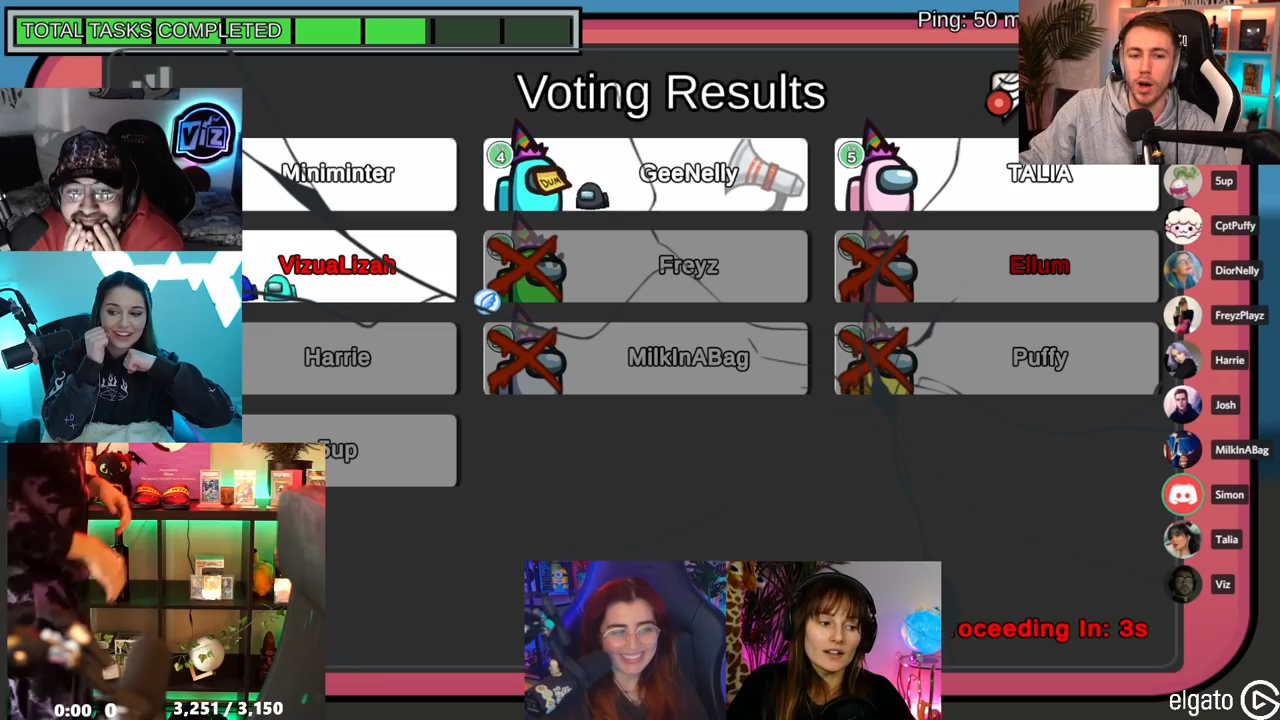 TOTAL TASKS COMPLETED
Ping: 50 m
Voting Results
VIZ
Miniminter
4
DUM
GeeNelly
5
TALIA
VizuaLizah
Freyz
Ellum
Harrie
MilkInABag
Puffy
5up
5up
CptPuffy
DiorNelly
FreyzPlayz
Harrie
Josh
MilkInABag
Simon
Talia
Viz
oceeding In: 3s
0:00 0
3,251 / 3,150
elgato